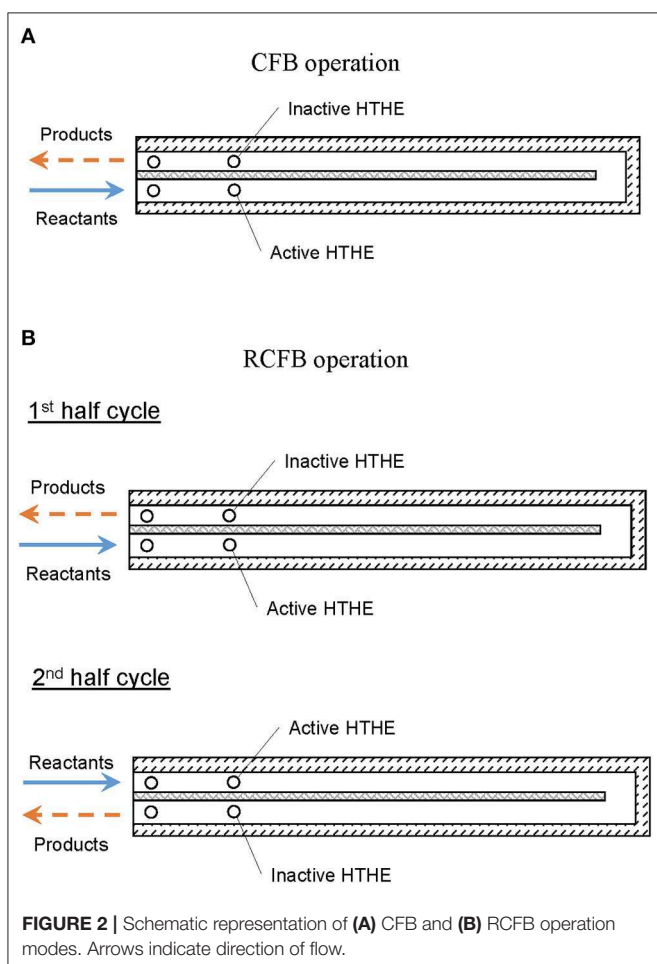 A
CFB operation
Inactive HTHE
Products
Reactants
Active HTHE
B
RCFB operation
1st half cycle
Inactive HTHE
Products
Reactants
Active HTHE
2nd half cycle
Active HTHE
Reactants
Products
Inactive HTHE
FIGURE 2 | Schematic representation of (A) CFB and (B) RCFB operation
modes. Arrows indicate direction of flow.